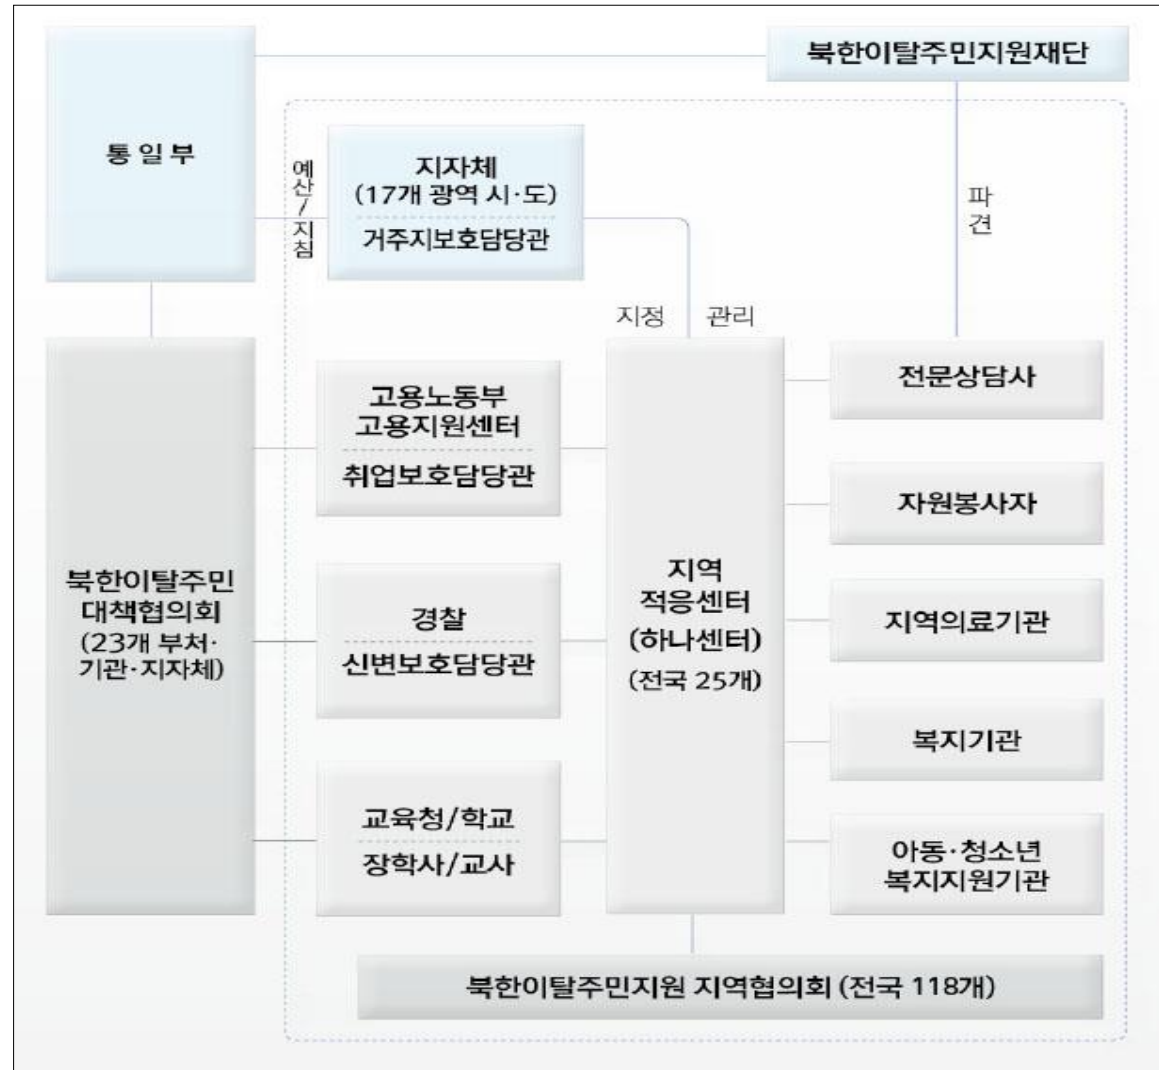 북한이탈주민지원재단
통 일 부
예산/지침
지자체
(17개 광역 시·도)
거주지보호담당관
파견
지정 관리
고용노동부
고용지원센터
취업보호담당관
전문상담사
자원봉사자
북한이탈주민
대책협의회
(23개 부처·
기관·지자체)
경찰
신변보호담당관
지역
적응센터
(하나센터)
(전국 25개)
지역의료기관
복지기관
교육청/학교
장학사/교사
아동·청소년
복지지원기관
북한이탈주민지원 지역협의회 (전국 118개)